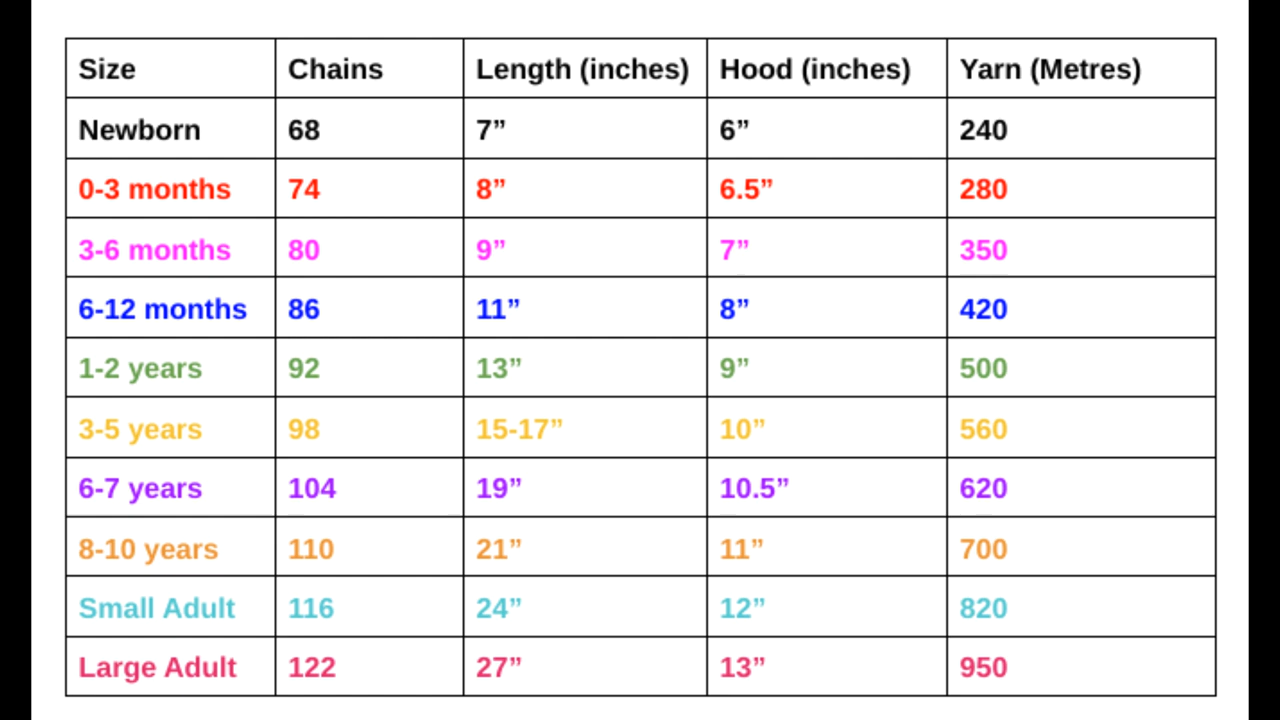 Size Chains Length (inches) Hood (inches) Yarn (Metres)
Newborn 68 7” 6” 240
0-3 months 74 8” 6.5” 280
3-6 months 80 9” 7” 350
6-12 months 86 11” 8” 420
1-2 years 92 13” 9” 500
3-5 years 98 15-17” 10” 560
6-7 years 104 19” 10.5” 620
8-10 years 110 21” 11” 700
Small Adult 116 24” 12” 820
Large Adult 122 27” 13” 950